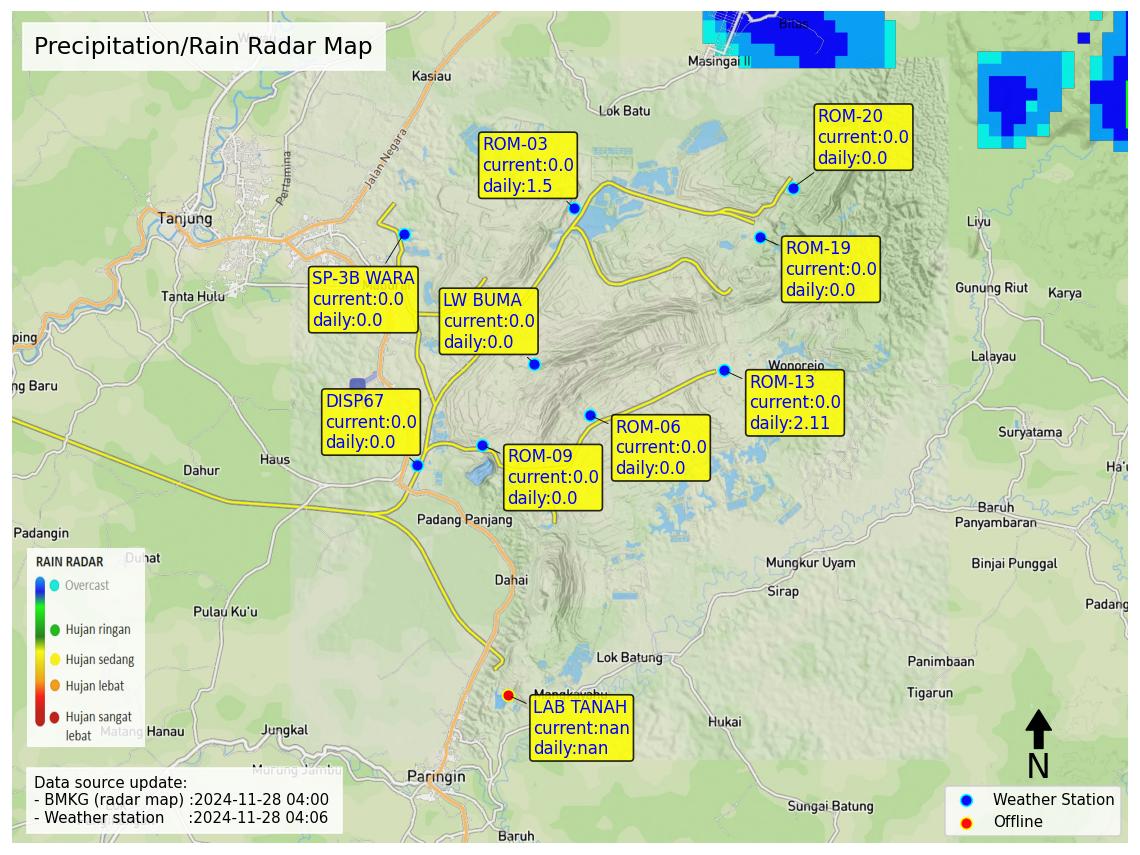 Precipitation/Rain Radar Map
Bilas
Masingai II
Kasiau
Lok Batu
Jalan Negara
Pertamina
Tanjung
ROM-20
current:0.0
daily:0.0
ROM-03
current:0.0
daily:1.5
ROM-19
current:0.0
daily:0.0
Liyu
SP-3B WARA
current:0.0
daily:0.0
LW BUMA
current:0.0
daily:0.0
Tanta Hulu
Gunung Riut
Karya
ping
Lalayau
ng Baru
Wonorejo
ROM-13
current:0.0
daily:2.11
DISP67
current:0.0
daily:0.0
ROM-06
current:0.0
daily:0.0
Suryatama
ROM-09
current:0.0
daily:0.0
Haus
Dahur
Ha'u
Padang Panjang
Baruh
Panyambaran
Padangin
Duhat
Mungkur Uyam
Binjai Punggal
Dahai
Sirap
Padang
Pulau Ku'u
RAIN RADAR
Overcast
Hujan ringan
Hujan sedang
Hujan lebat
Hujan sangat
lebat
Lok Batung
Panimbaan
Tigarun
Mangkayahu
LAB TANAH
current:nan
daily:nan
Hukai
Matang Hanau
Jungkal
Murung Jambu
Paringin
Sungai Batung
Baruh
Data source update:
- BMKG (radar map) :2024-11-28 04:00
- Weather station :2024-11-28 04:06
N
Weather Station
Offline